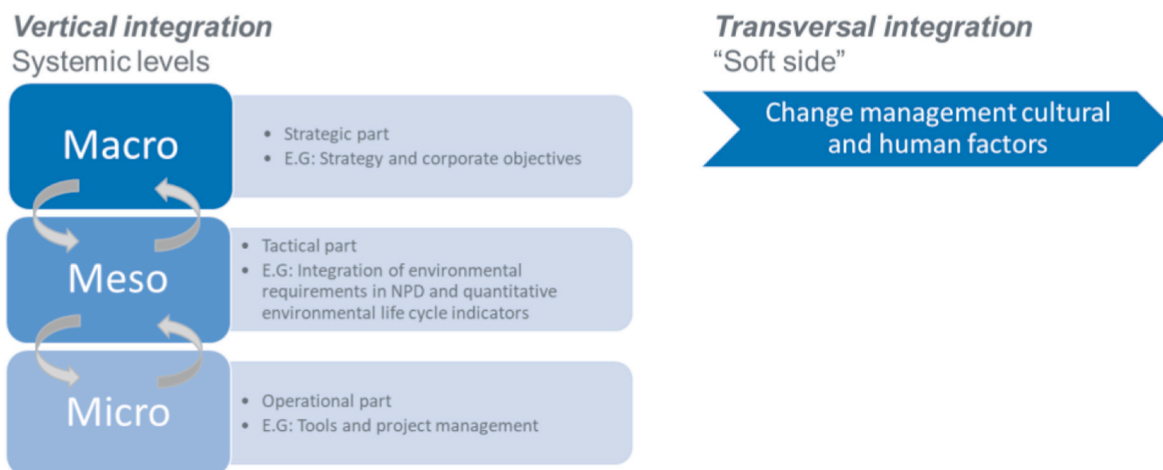 Vertical integration
Systemic levels
Macro
• Strategic part
• E.G: Strategy and corporate objectives
Meso
• Tactical part
• E.G: Integration of environmental
requirements in NPD and quantitative
environmental life cycle indicators
Micro
• Operational part
• E.G: Tools and project management
Transversal integration
“Soft side”
Change management cultural
and human factors